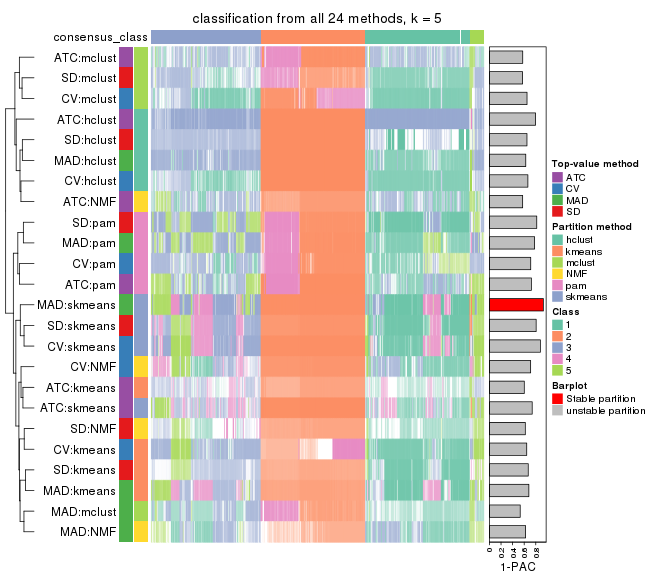 classification from all 24 methods, k = 5
consensus_class
ATC:mclust
SD:mclust
CV:mclust
ATC:hclust
SD:hclust
MAD:hclust
CV:hclust
ATC:NMF
SD:pam
MAD:pam
CV:pam
ATC:pam
MAD:skmeans
SD:skmeans
CV:skmeans
CV:NMF
ATC:kmeans
ATC:skmeans
SD:NMF
CV:kmeans
SD:kmeans
MAD:kmeans
MAD:mclust
MAD:NMF
0
0.2
0.4
0.6
0.8
1-PAC
Top-value method
ATC
CV
MAD
SD
Partition method
hclust
kmeans
mclust
NMF
pam
skmeans
Class
1
2
3
4
5
Barplot
Stable partition
unstable partition